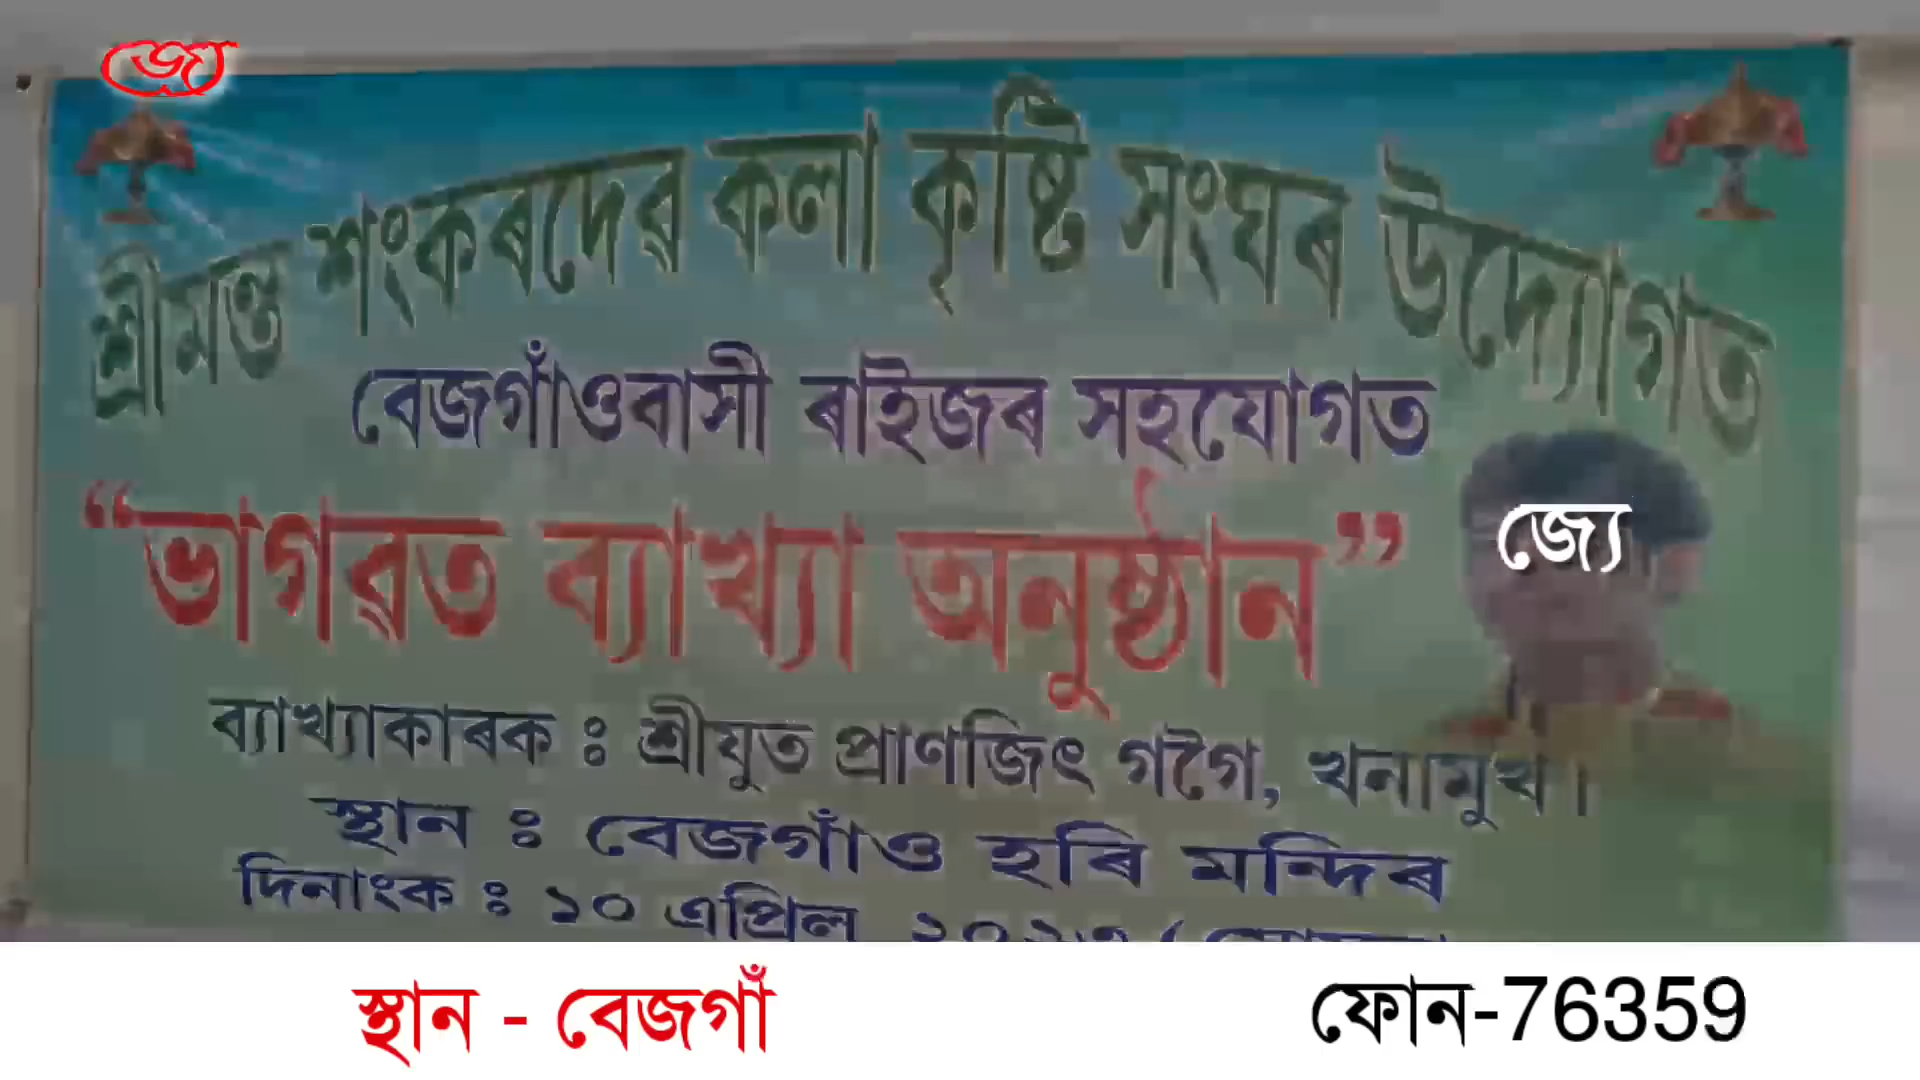 জ্যে
শ্ৰীমন্ত শংকৰদেৱ কলা কৃষ্টি সংঘৰ উদ্যোগত
বেজগাঁওবাসী ৰাইজৰ সহযোগত
“ভাগৱত ব্যাখ্যা অনুষ্ঠান”
জ্যে
ব্যাখ্যাকাৰক : শ্ৰীযুত প্ৰাণজিৎ গগৈ, খনামুখ।
স্থান : বেজগাঁও হৰি মন্দিৰ
দিনাংক : ১০ এপ্ৰিল
স্থান - বেজগাঁ
ফোন-76359